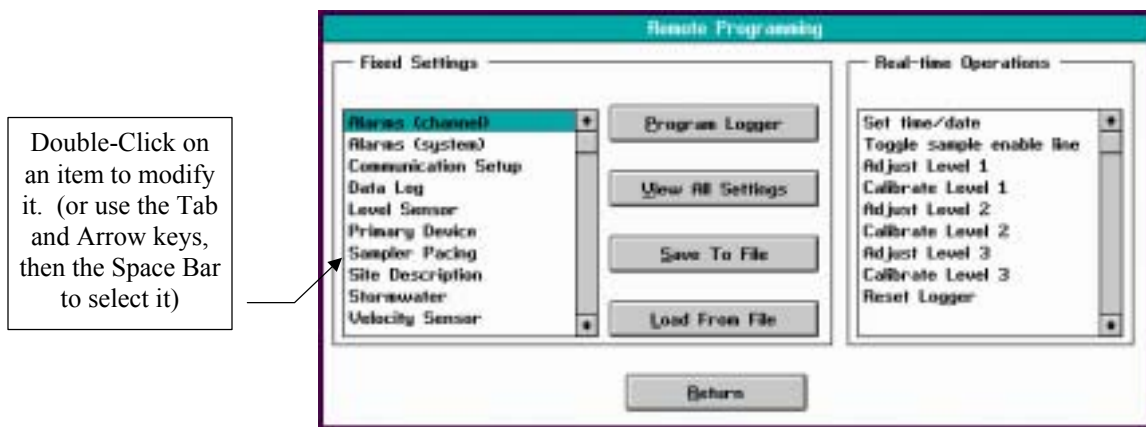 Remote Programming
Fixed Settings
Alarms (channel)
Alarms (system)
Communication Setup
Data Log
Level Sensor
Primary Device
Sampler Pacing
Site Description
Stormwater
Velocity Sensor
Program Logger
View All Settings
Save To File
Load From File
Real-time Operations
Set time/date
Toggle sample enable line
Adjust Level 1
Calibrate Level 1
Adjust Level 2
Calibrate Level 2
Adjust Level 3
Calibrate Level 3
Reset Logger
Return
Double-Click on
an item to modify
it. (or use the Tab
and Arrow keys,
then the Space Bar
to select it)